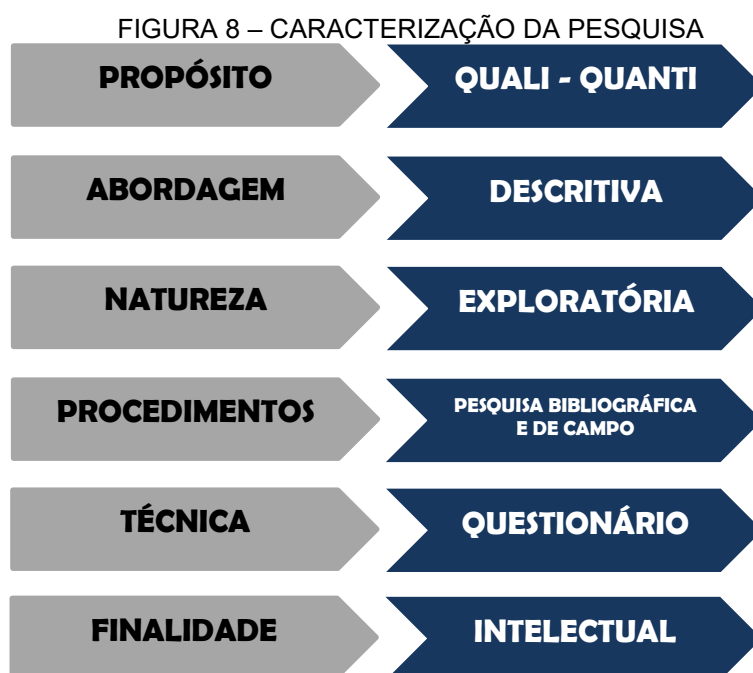 FIGURA 8 – CARACTERIZAÇÃO DA PESQUISA
PROPÓSITO
QUALI - QUANTI
ABORDAGEM
DESCRITIVA
NATUREZA
EXPLORATÓRIA
PROCEDIMENTOS
PESQUISA BIBLIOGRÁFICA
E DE CAMPO
TÉCNICA
QUESTIONÁRIO
FINALIDADE
INTELECTUAL